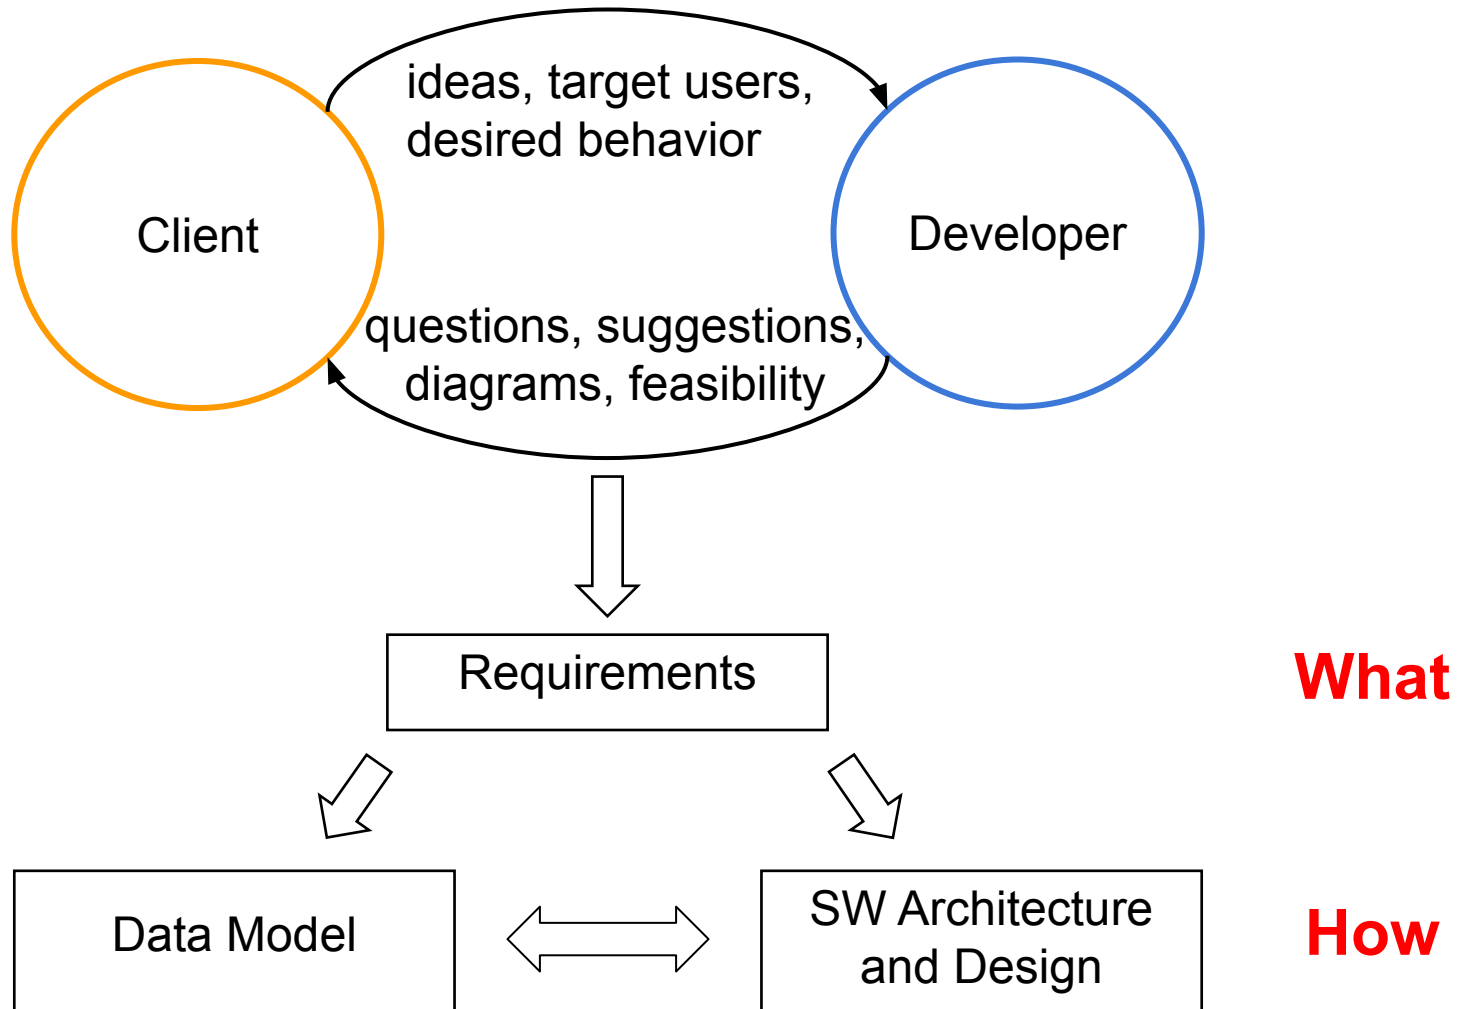 ideas, target users,
desired behavior
Client
Developer
questions, suggestions,
diagrams, feasibility
Requirements
What
Data Model
SW Architecture
and Design
How